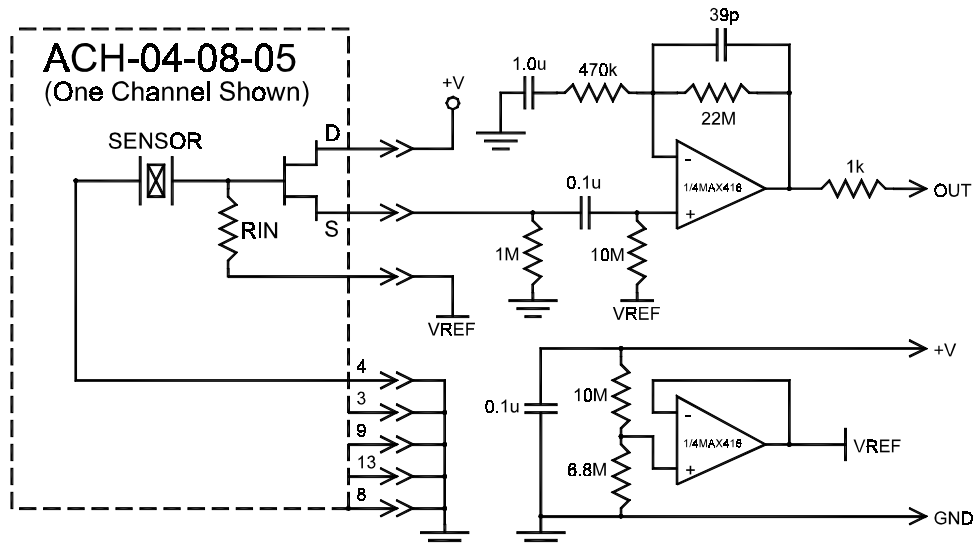 ACH-04-08-05
(One Channel Shown)
SENSOR
D
S
RIN
+V
VREF
1.0u
470k
39p
22M
-
+
1/4MAX416
0.1u
1M
10M
VREF
1k
OUT
4
3
9
13
8
0.1u
10M
6.8M
-
+
1/4MAX416
VREF
+V
GND